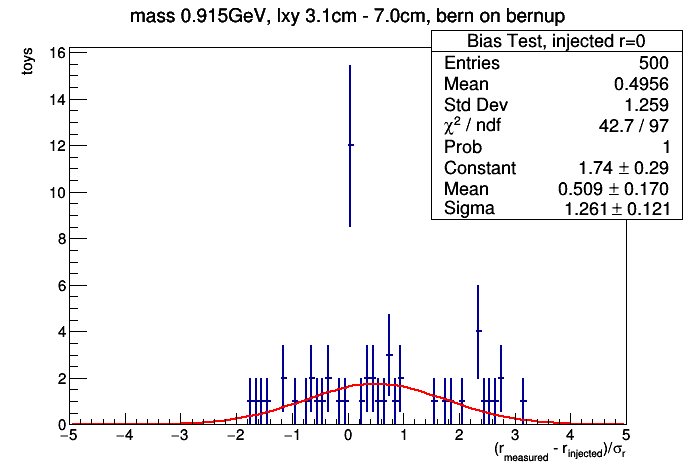 mass 0.915GeV, lxy 3.1cm - 7.0cm, bern on bernup
Bias Test, injected r=0
Entries 500
Mean 0.4956
Std Dev 1.259
χ² / ndf 42.7 / 97
Prob 1
Constant 1.74 ± 0.29
Mean 0.509 ± 0.170
Sigma 1.261 ± 0.121
toys
16
14
12
10
8
6
4
2
0
−5 −4 −3 −2 −1 0 1 2 3 4 5
(r_measured - r_injected)/σ_r